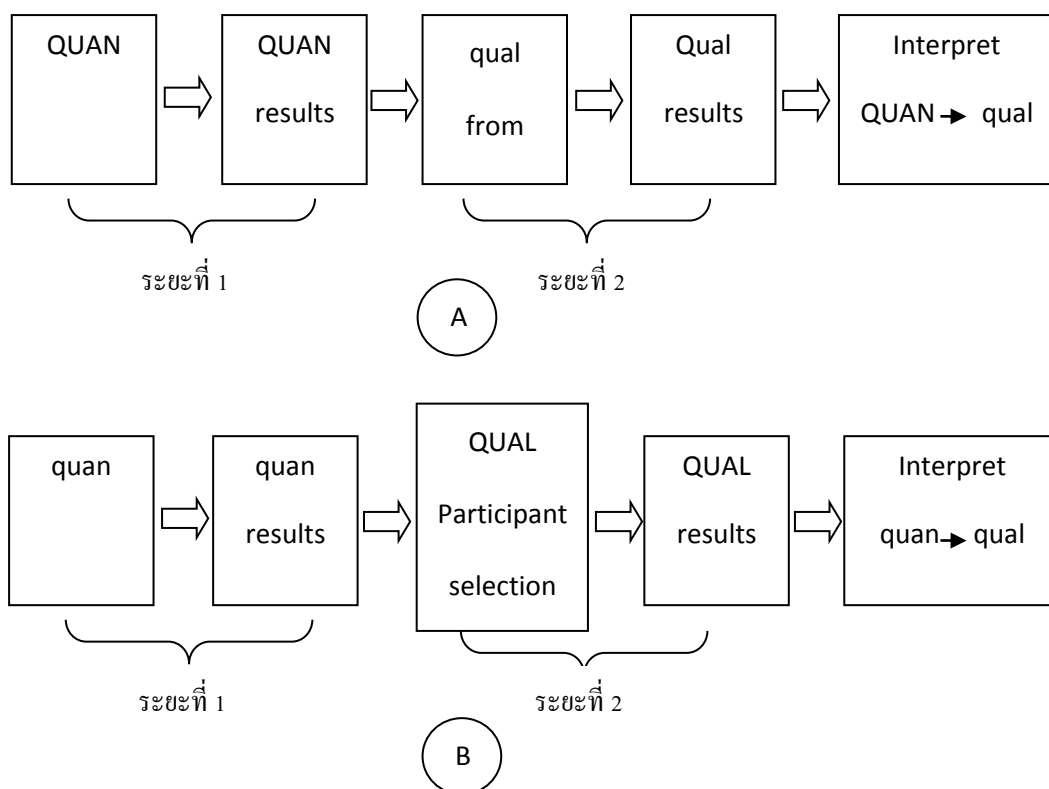 QUAN
QUAN
results
qual
from
Qual
results
Interpret
QUAN qual
ระยะที่ 1
ระยะที่ 2
A
quan
quan
results
QUAL
Participant
selection
QUAL
results
Interpret
quan qual
ระยะที่ 1
ระยะที่ 2
B